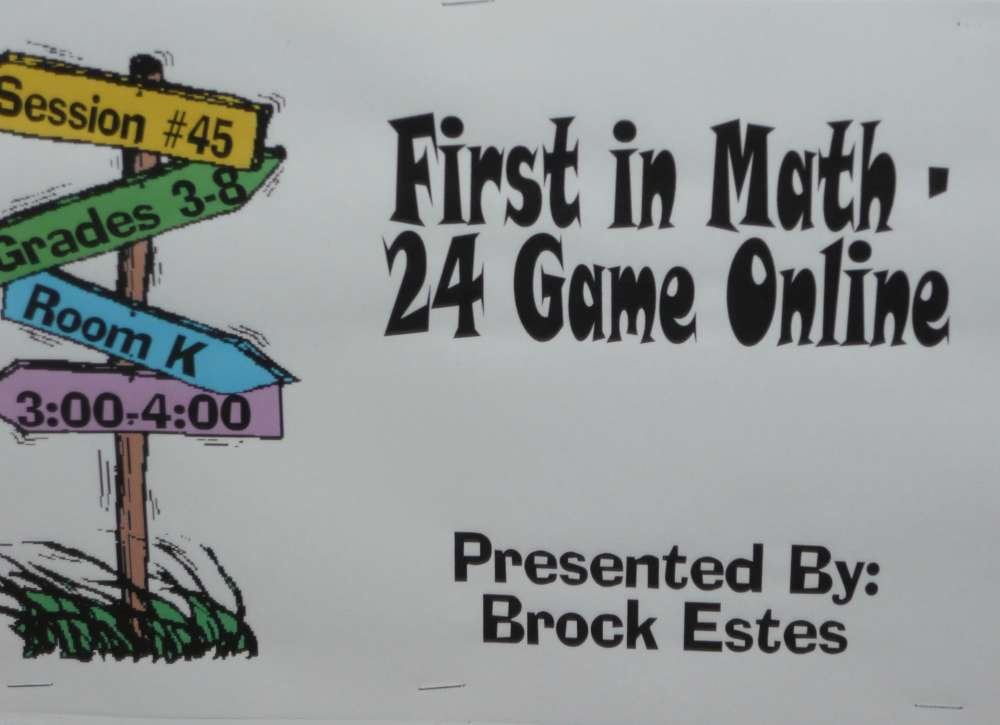 Session #45
Grades 3-8
Room K
3:00-4:00
First in Math -
24 Game Online
Presented By:
Brock Estes